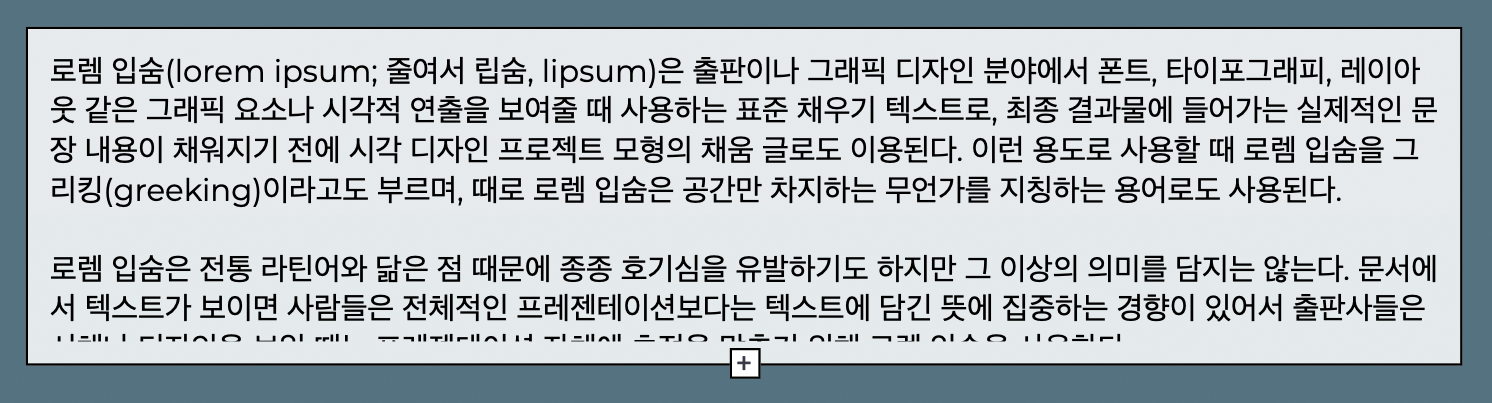 로렘 입숨(lorem ipsum; 줄여서 립숨, lipsum)은 출판이나 그래픽 디자인 분야에서 폰트, 타이포그래피, 레이아
웃 같은 그래픽 요소나 시각적 연출을 보여줄 때 사용하는 표준 채우기 텍스트로, 최종 결과물에 들어가는 실제적인 문
장 내용이 채워지기 전에 시각 디자인 프로젝트 모형의 채움 글로도 이용된다. 이런 용도로 사용할 때 로렘 입숨을 그
리킹(greeking)이라고도 부르며, 때로 로렘 입숨은 공간만 차지하는 무언가를 지칭하는 용어로도 사용된다.
로렘 입숨은 전통 라틴어와 닮은 점 때문에 종종 호기심을 유발하기도 하지만 그 이상의 의미를 담지는 않는다. 문서에
서 텍스트가 보이면 사람들은 전체적인 프레젠테이션보다는 텍스트에 담긴 뜻에 집중하는 경향이 있어서 출판사들은
+